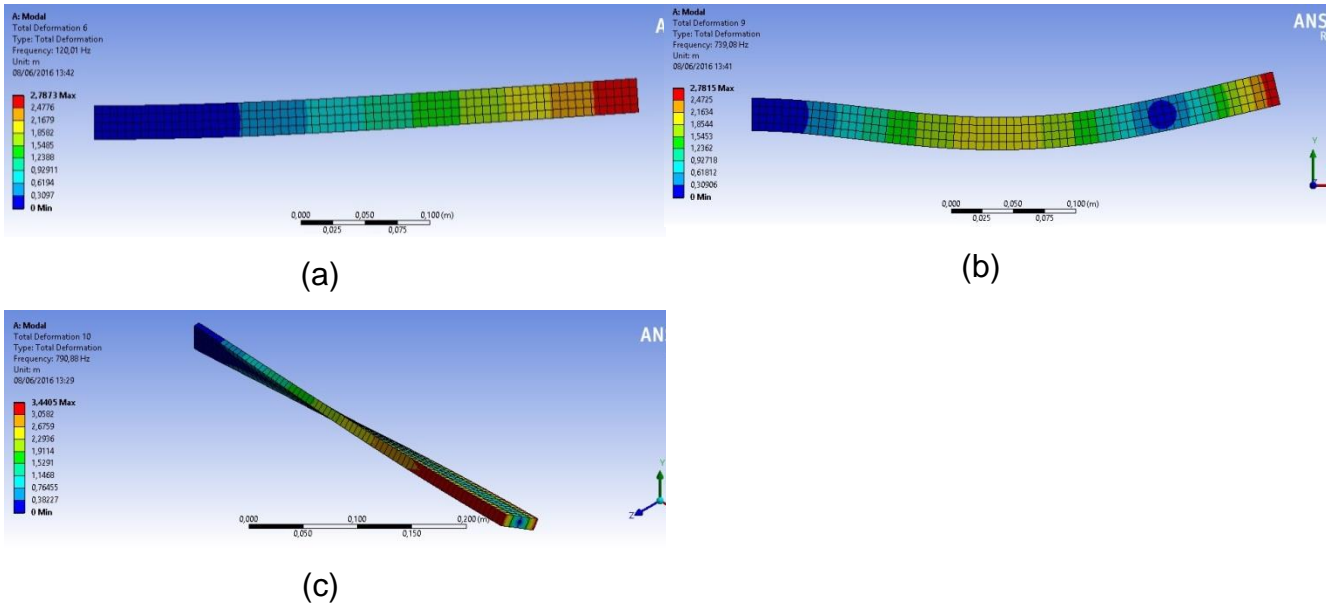 A: Modal
Total Deformation 6
Type: Total Deformation
Frequency: 120,01 Hz
Unit: m
08/06/2016 13:42
2,7873 Max
2,4776
2,1679
1,8582
1,5485
1,2388
0,92911
0,6194
0,3097
0 Min
A
0,000 0,050 0,100 (m)
0,025 0,075
(a)
A: Modal
Total Deformation 9
Type: Total Deformation
Frequency: 739,08 Hz
Unit: m
08/06/2016 13:41
2,7815 Max
2,4725
2,1634
1,8544
1,5453
1,2362
0,92718
0,61812
0,30906
0 Min
ANS
R
Y
0,000 0,050 0,100 (m)
0,025 0,075
(b)
A: Modal
Total Deformation 10
Type: Total Deformation
Frequency: 790,88 Hz
Unit: m
08/06/2016 13:29
3,4405 Max
3,0582
2,6759
2,2936
1,9114
1,5291
1,1468
0,76455
0,38227
0 Min
ANS
Y
Z
0,000 0,100 0,200 (m)
0,050 0,150
(c)